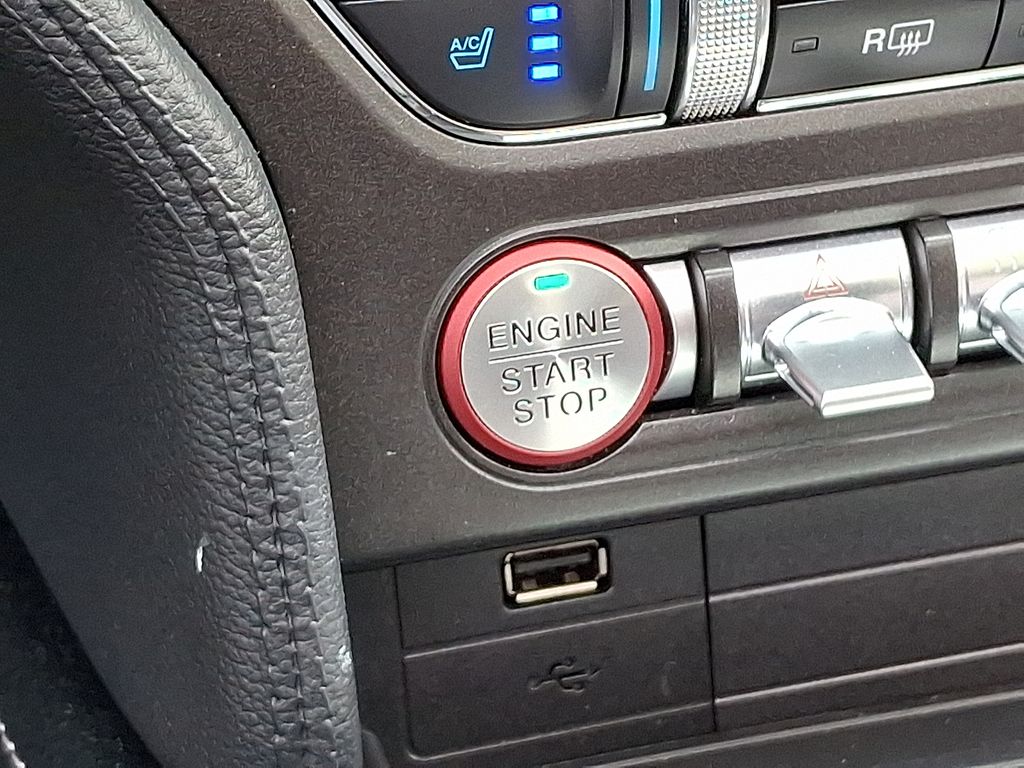 A/C
R
ENGINE
START
STOP